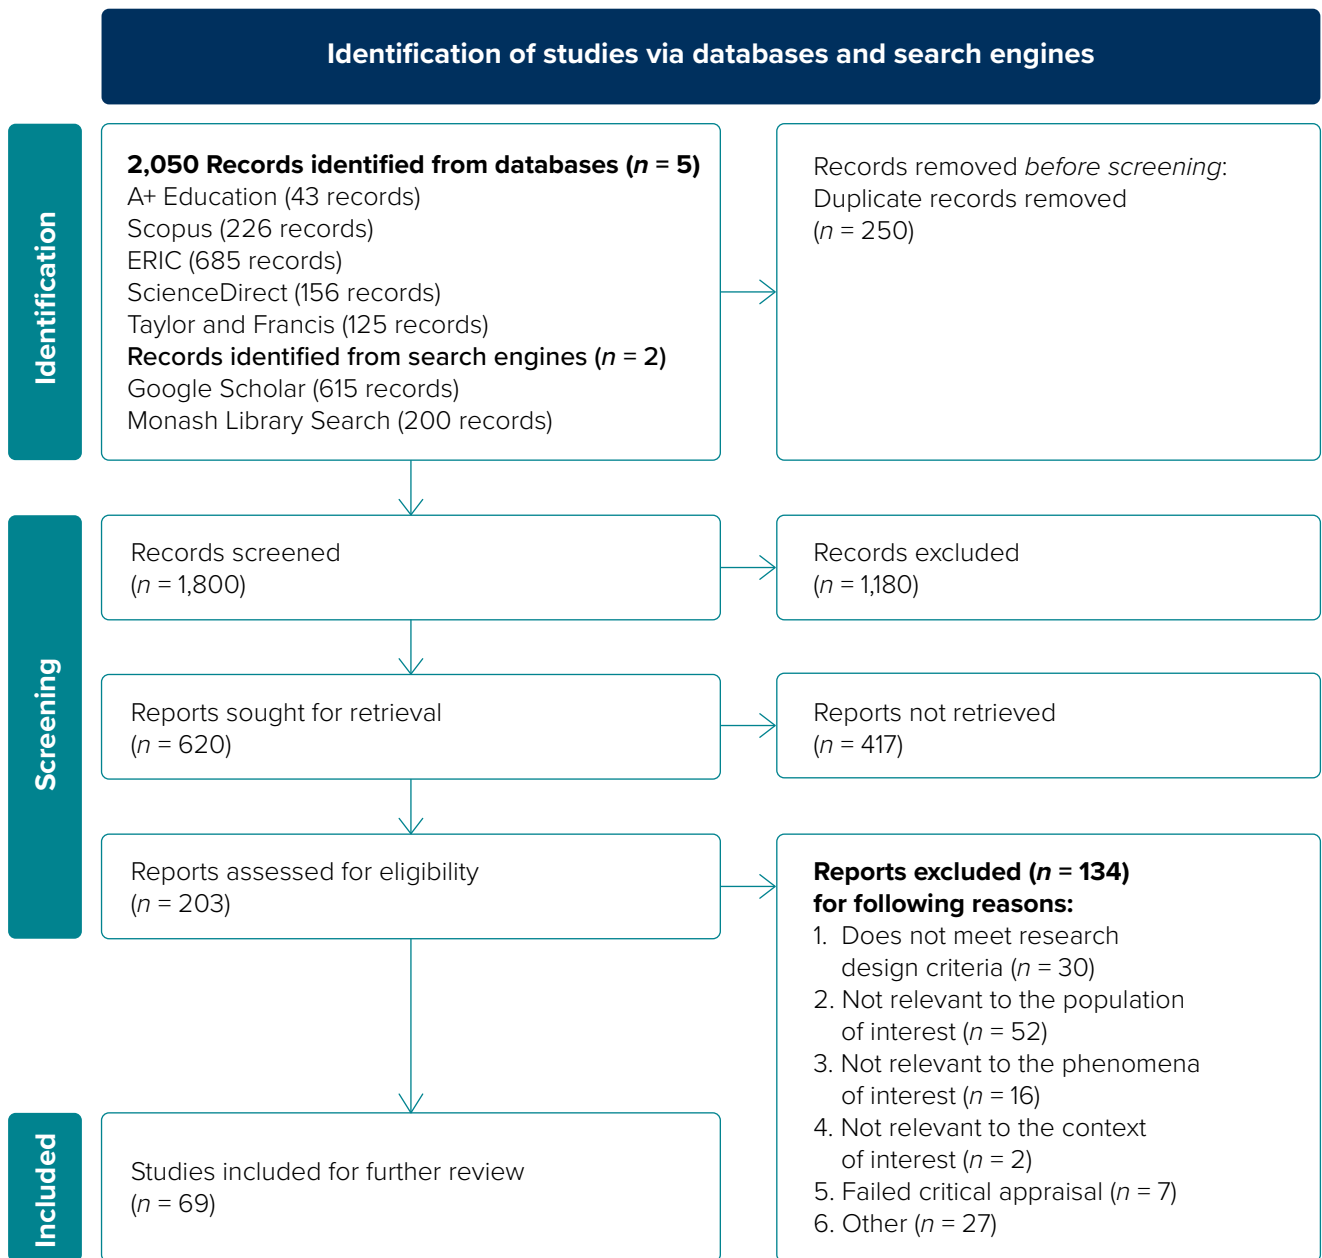 Identification of studies via databases and search engines
Identification
2,050 Records identified from databases (n = 5)
A+ Education (43 records)
Scopus (226 records)
ERIC (685 records)
ScienceDirect (156 records)
Taylor and Francis (125 records)
Records identified from search engines (n = 2)
Google Scholar (615 records)
Monash Library Search (200 records)
Records removed before screening:
Duplicate records removed
(n = 250)
Screening
Records screened
(n = 1,800)
Records excluded
(n = 1,180)
Reports sought for retrieval
(n = 620)
Reports not retrieved
(n = 417)
Reports assessed for eligibility
(n = 203)
Reports excluded (n = 134)
for following reasons:
1. Does not meet research
design criteria (n = 30)
2. Not relevant to the population
of interest (n = 52)
3. Not relevant to the phenomena
of interest (n = 16)
4. Not relevant to the context
of interest (n = 2)
5. Failed critical appraisal (n = 7)
6. Other (n = 27)
Included
Studies included for further review
(n = 69)